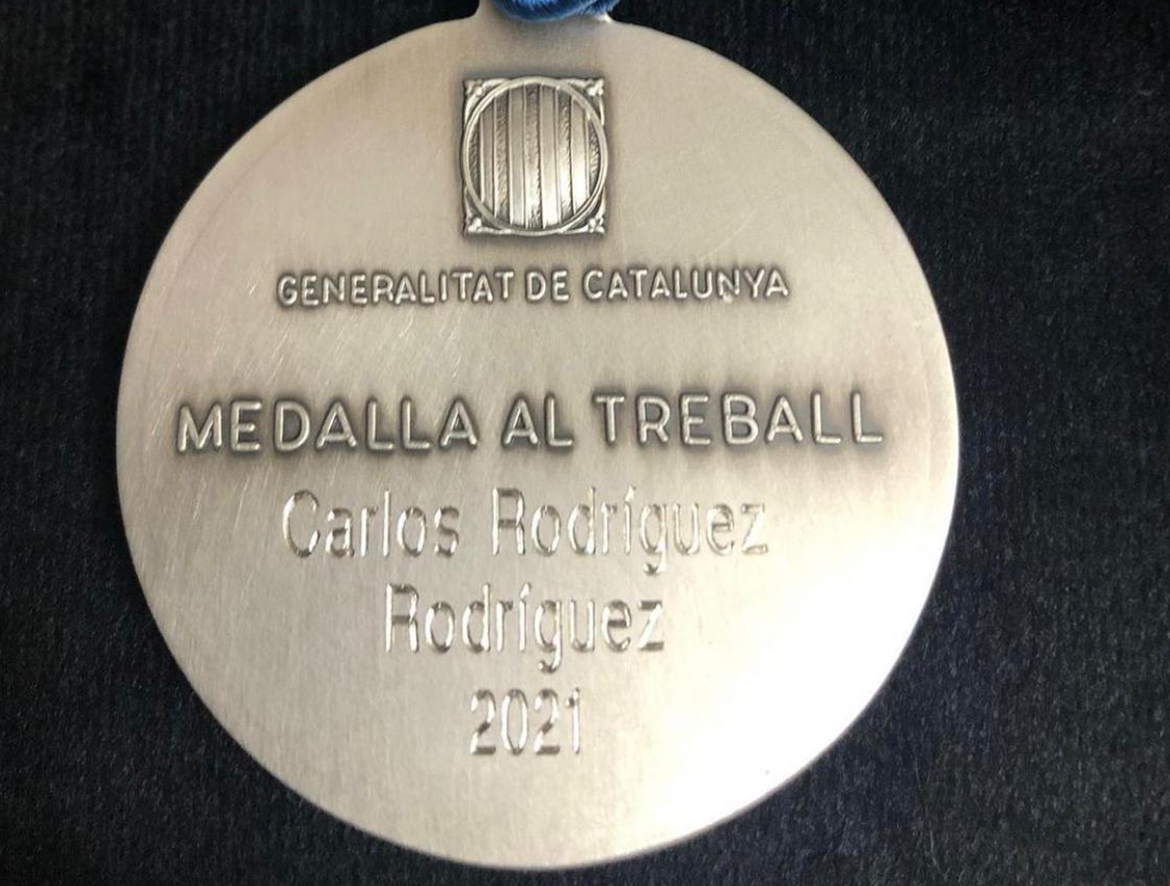 GENERALITAT DE CATALUNYA
MEDALLA AL TREBALL
Carlos Rodríguez
Rodríguez
2021